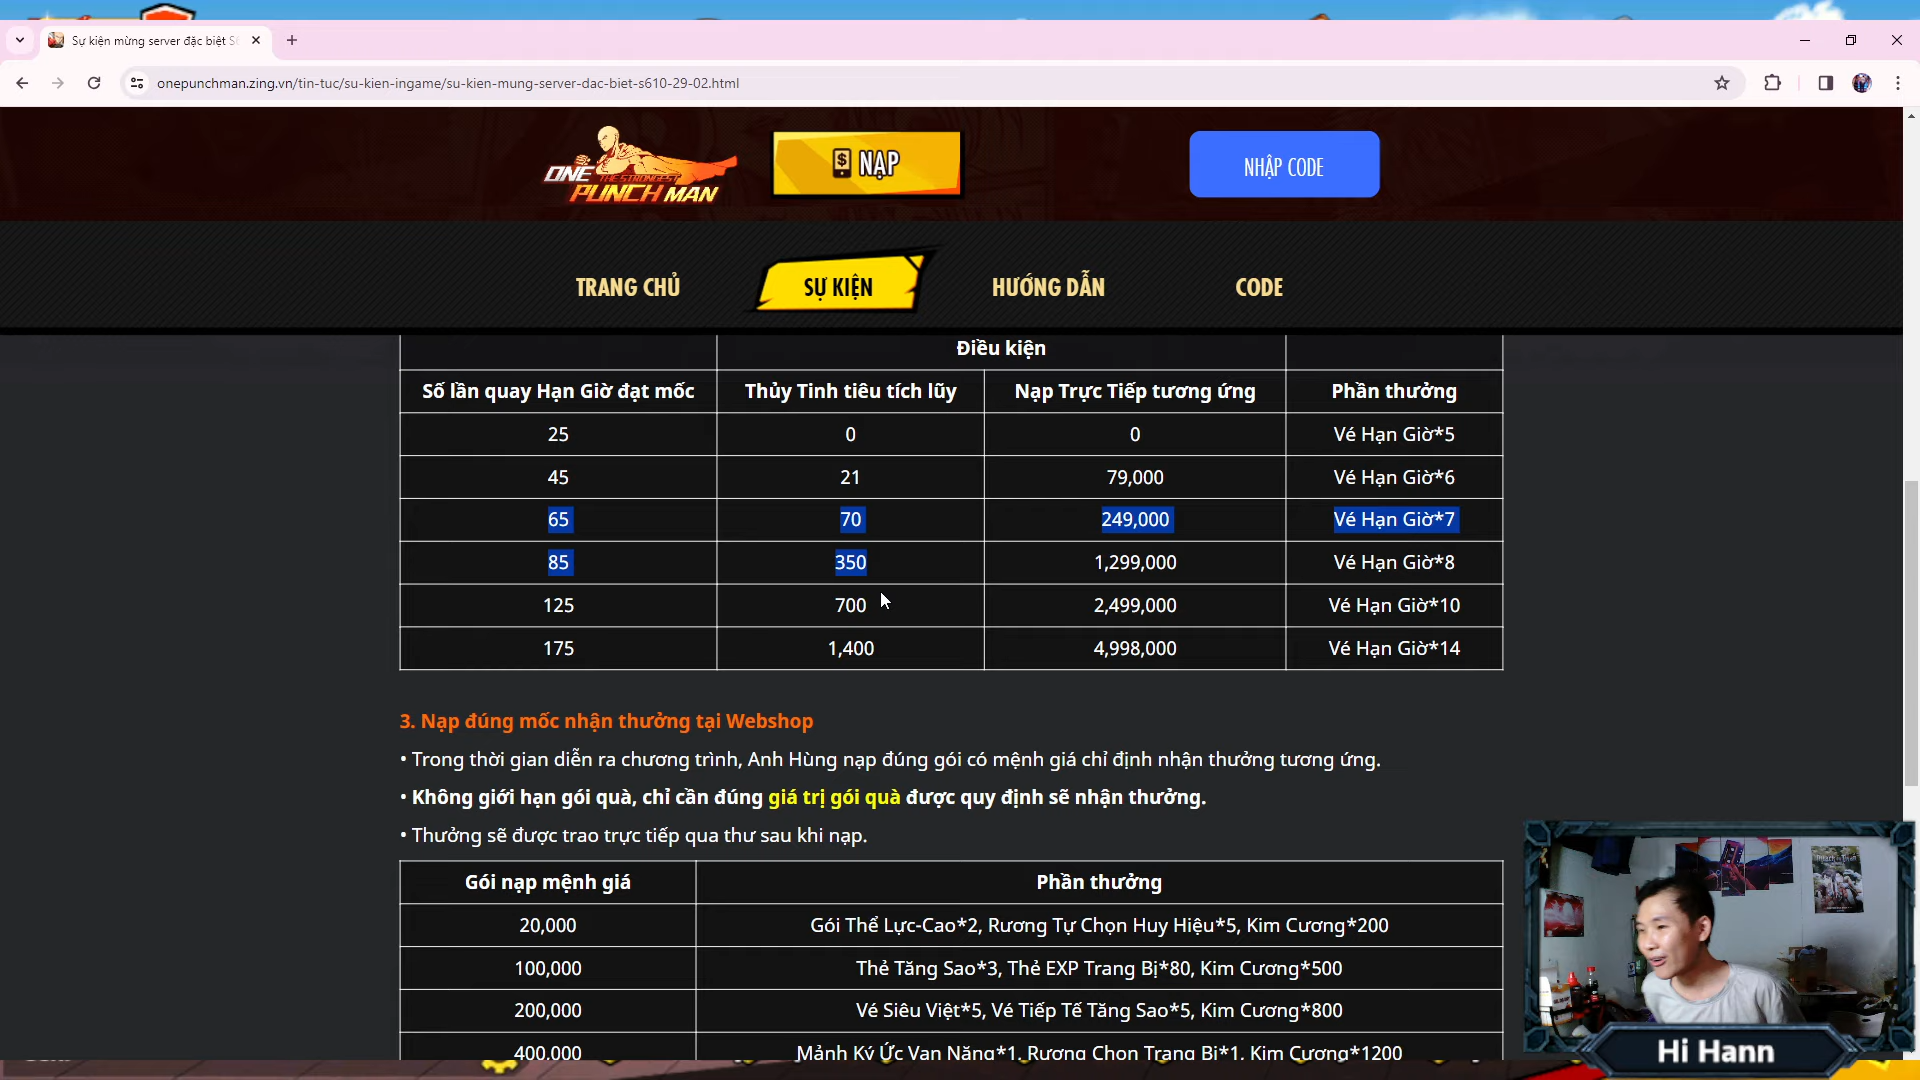 Sự kiện mừng server đặc biệt S
onepunchman.zing.vn/tin-tuc/su-kien-ingame/su-kien-mung-server-dac-biet-s610-29-02.html
ONE
THE STRONGEST
PUNCH MAN
NẠP
NHẬP CODE
TRANG CHỦ
SỰ KIỆN
HƯỚNG DẪN
CODE
Điều kiện
Số lần quay Hạn Giờ đạt mốc Thủy Tinh tiêu tích lũy Nạp Trực Tiếp tương ứng Phần thưởng
25 0 0 Vé Hạn Giờ*5
45 21 79,000 Vé Hạn Giờ*6
65 70 249,000 Vé Hạn Giờ*7
85 350 1,299,000 Vé Hạn Giờ*8
125 700 2,499,000 Vé Hạn Giờ*10
175 1,400 4,998,000 Vé Hạn Giờ*14
3. Nạp đúng mốc nhận thưởng tại Webshop
• Trong thời gian diễn ra chương trình, Anh Hùng nạp đúng gói có mệnh giá chỉ định nhận thưởng tương ứng.
• Không giới hạn gói quà, chỉ cần đúng giá trị gói quà được quy định sẽ nhận thưởng.
• Thưởng sẽ được trao trực tiếp qua thư sau khi nạp.
Gói nạp mệnh giá Phần thưởng
20,000 Gói Thể Lực-Cao*2, Rương Tự Chọn Huy Hiệu*5, Kim Cương*200
100,000 Thẻ Tăng Sao*3, Thẻ EXP Trang Bị*80, Kim Cương*500
200,000 Vé Siêu Việt*5, Vé Tiếp Tế Tăng Sao*5, Kim Cương*800
400,000 Mảnh Ký Ức Vạn Năng*1, Rương Chọn Trang Bị*1, Kim Cương*1200
Hi Hann